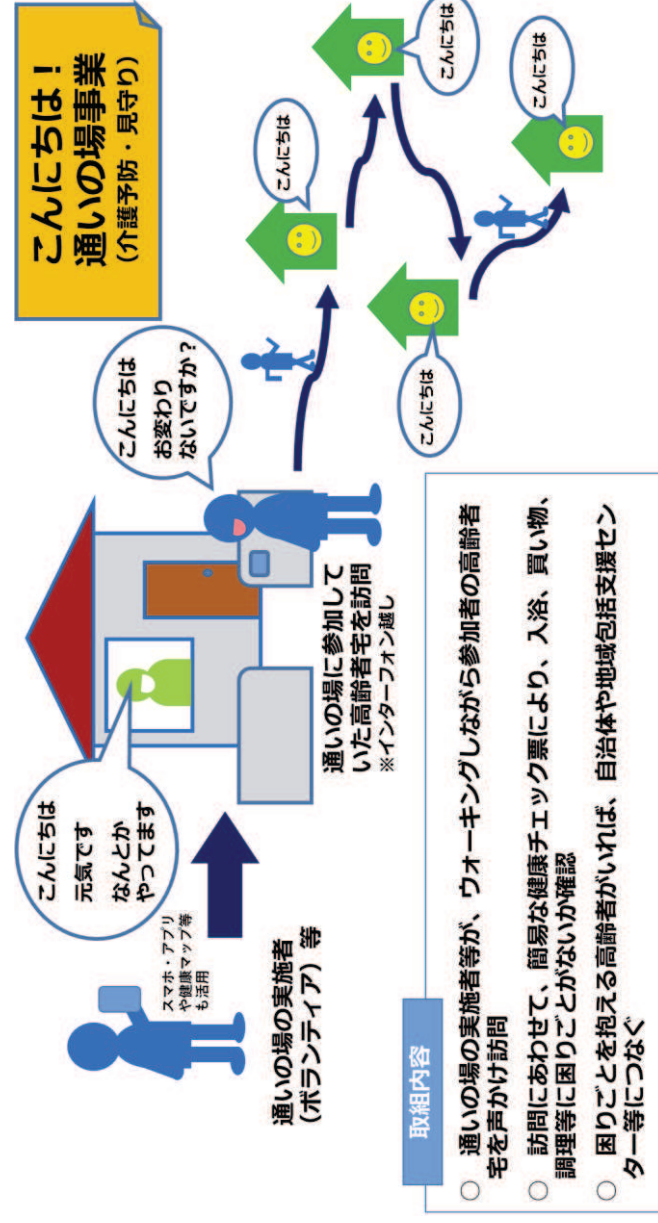 こんにちは！
通いの場事業
（介護予防・見守り）
こんにちは
元気です
なんとか
やってます
スマホ・アプリ
や健康マップ等
も活用
通いの場の実施者
（ボランティア）等
こんにちは
お変わり
ないですか？
通いの場に参加して
いた高齢者宅を訪問
※インターフォン越し
こんにちは
こんにちは
こんにちは
こんにちは
取組内容
○ 通いの場の実施者等が、ウォーキングしながら参加者の高齢者
宅を声かけ訪問
○ 訪問にあわせて、簡易な健康チェック票により、入浴、買い物、
調理等に困りごとがないか確認
○ 困りごとを抱える高齢者がいれば、自治体や地域包括支援セン
ター等につなぐ